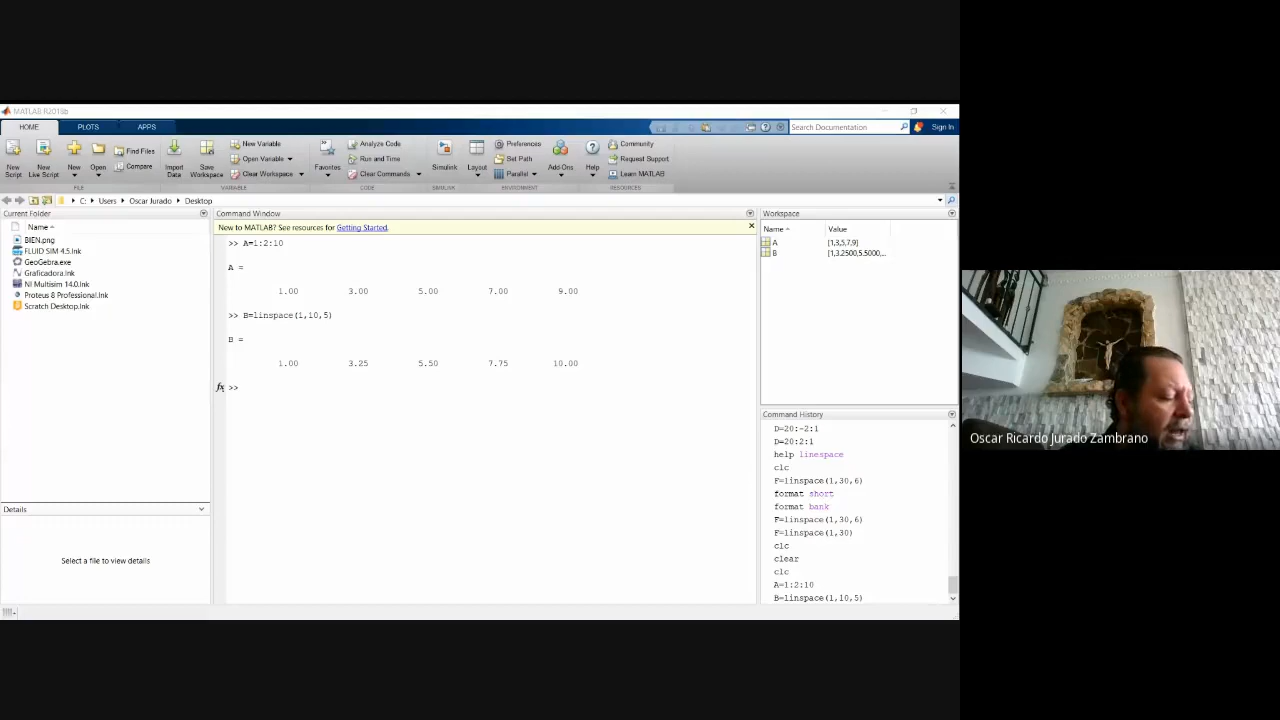 MATLAB R2018b
HOME
PLOTS
APPS
Search Documentation
Sign In
New Script
New Live Script
New
Open
Find Files
Compare
Import Data
Save Workspace
New Variable
Open Variable
Clear Workspace
Favorites
Analyze Code
Run and Time
Clear Commands
Simulink
Layout
Preferences
Set Path
Parallel
Add-Ons
Help
Community
Request Support
Learn MATLAB
FILE
VARIABLE
CODE
SIMULINK
ENVIRONMENT
RESOURCES
C: Users Oscar Jurado Desktop
Current Folder
Name
BIEN.png
FLUID SIM 4.5.lnk
GeoGebra.exe
Graficadora.lnk
NI Multisim 14.0.lnk
Proteus 8 Professional.lnk
Scratch Desktop.lnk
Details
Select a file to view details
Command Window
New to MATLAB? See resources for Getting Started.
>> A=1:2:10
A =
1.00 3.00 5.00 7.00 9.00
>> B=linspace(1,10,5)
B =
1.00 3.25 5.50 7.75 10.00
fx >>
Workspace
Name Value
A [1,3,5,7,9]
B [1,3.2500,5.5000,...
Command History
D=20:-2:1
D=20:2:1
help linespace
clc
F=linspace(1,30,6)
format short
format bank
F=linspace(1,30,6)
F=linspace(1,30)
clc
clear
clc
A=1:2:10
B=linspace(1,10,5)
Oscar Ricardo Jurado Zambrano